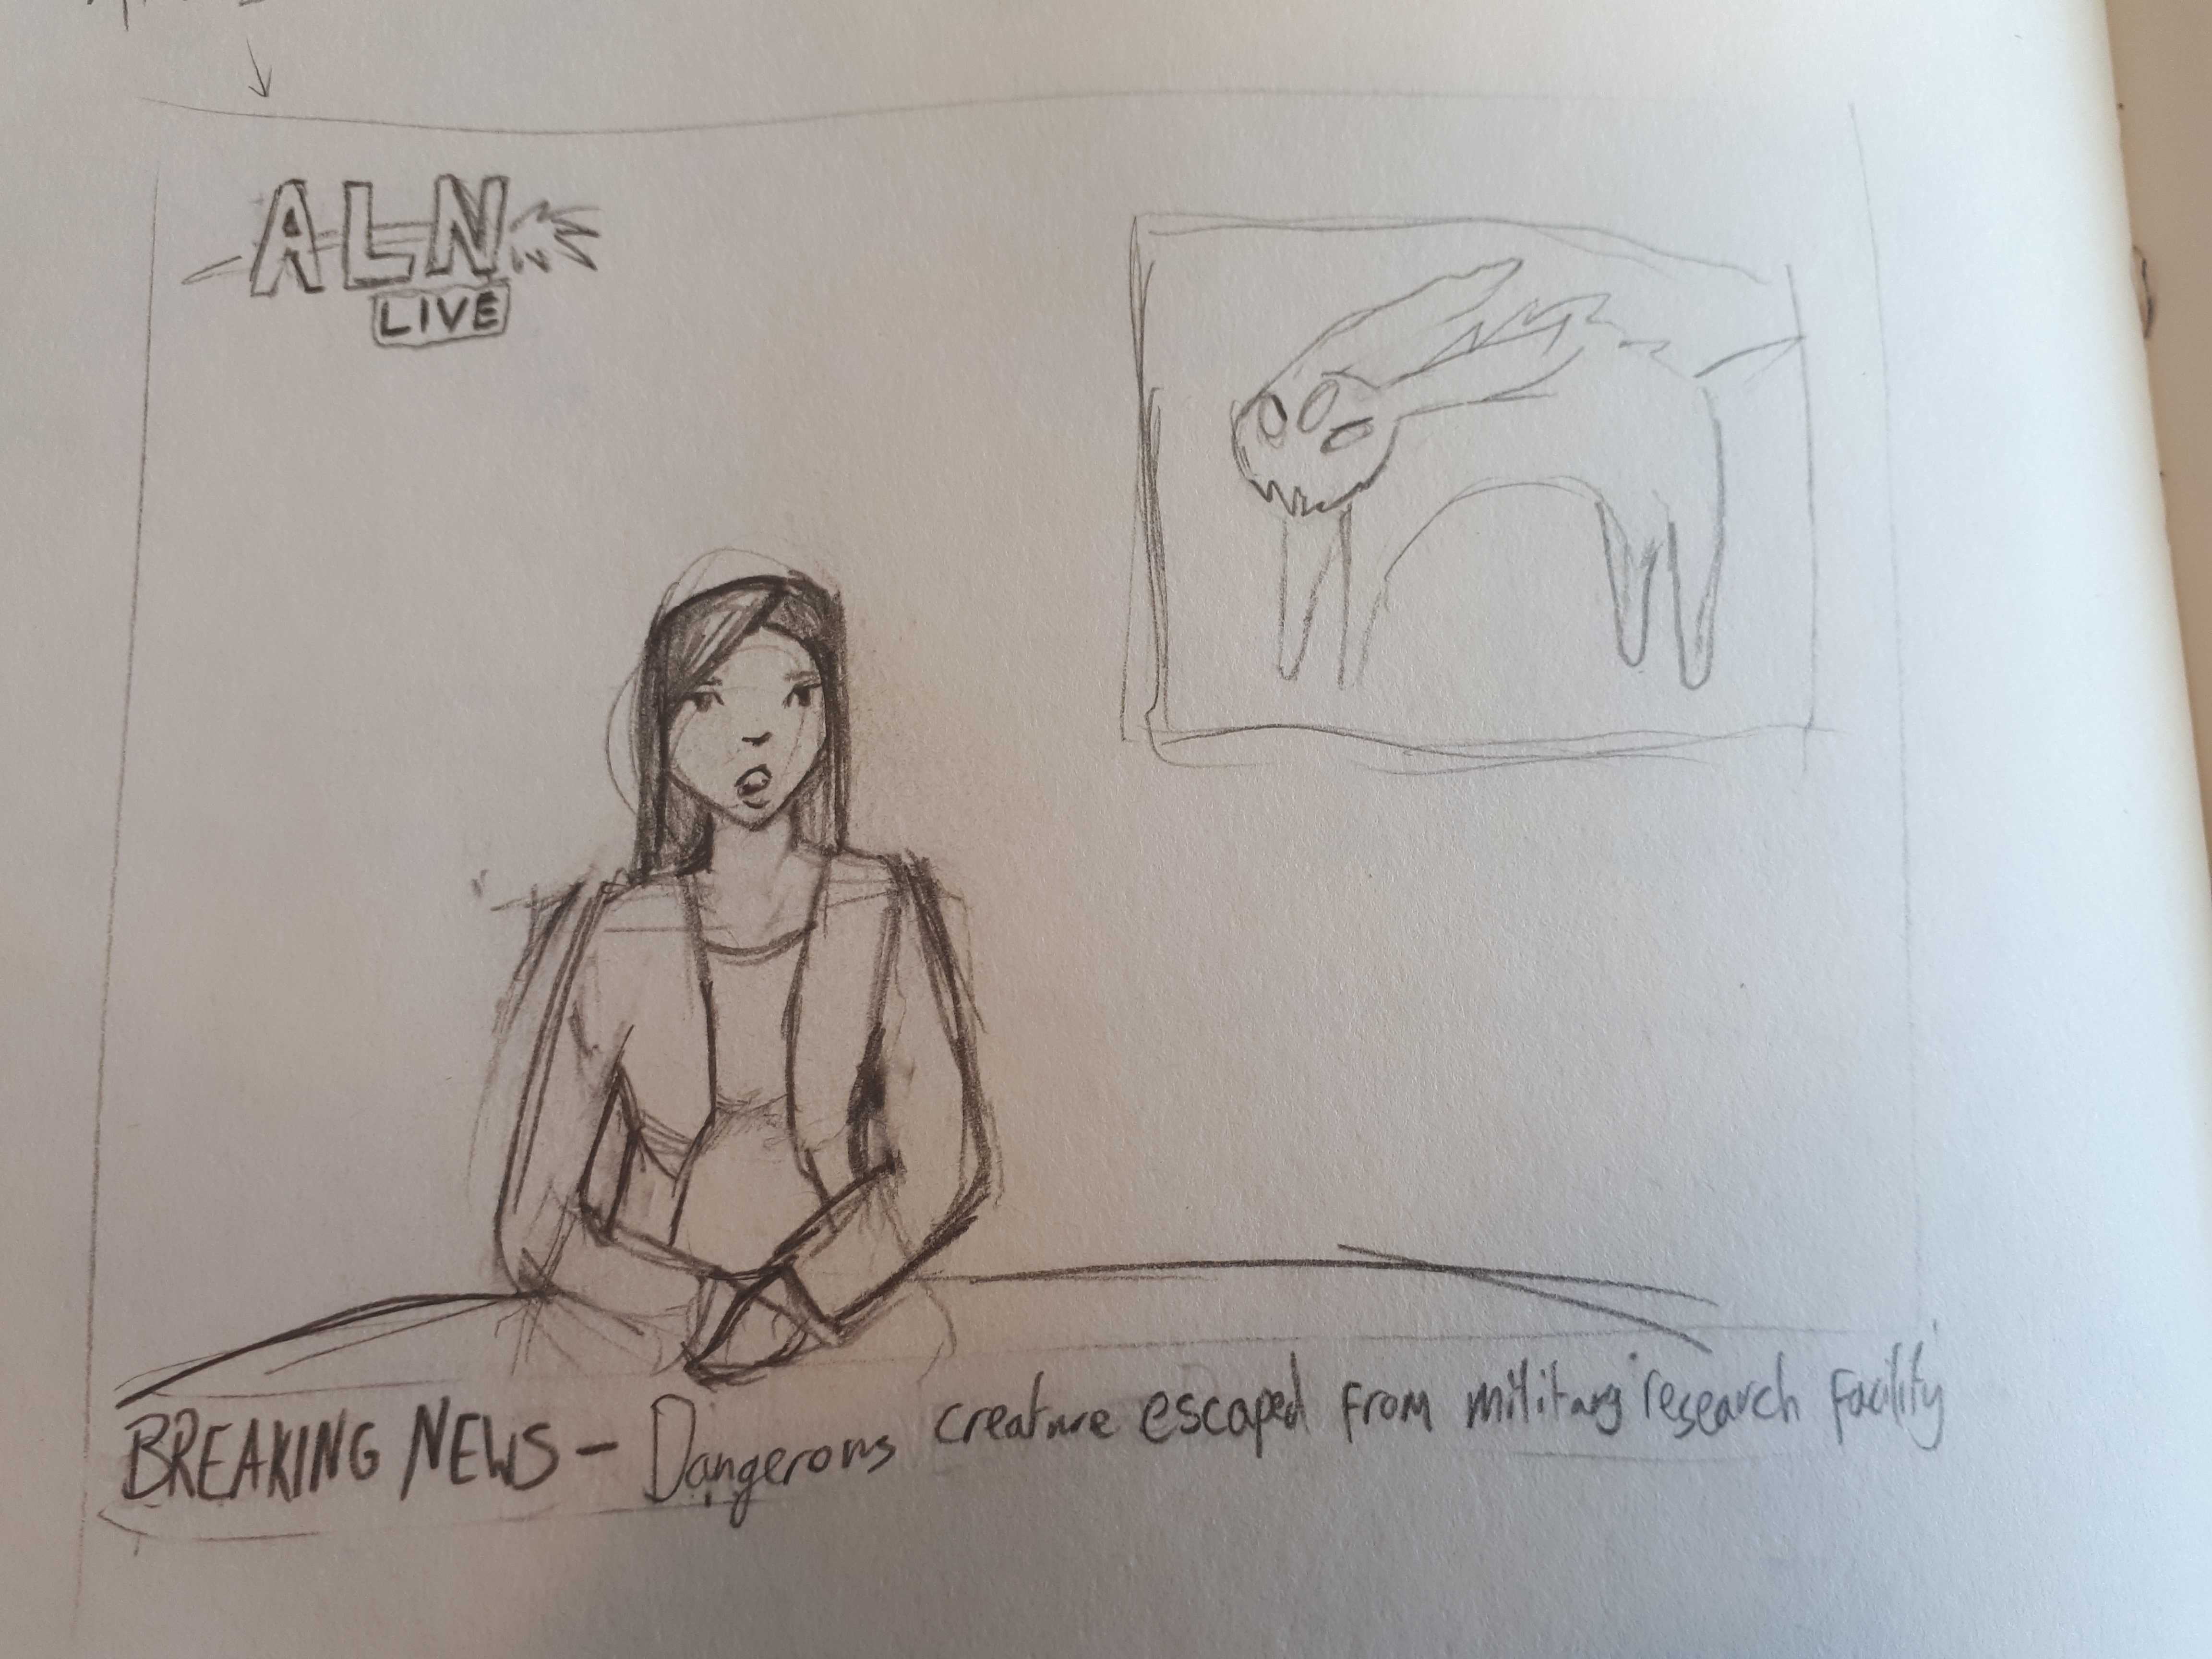 ALN
LIVE
BREAKING NEWS - Dangerous creature escaped from military research facility